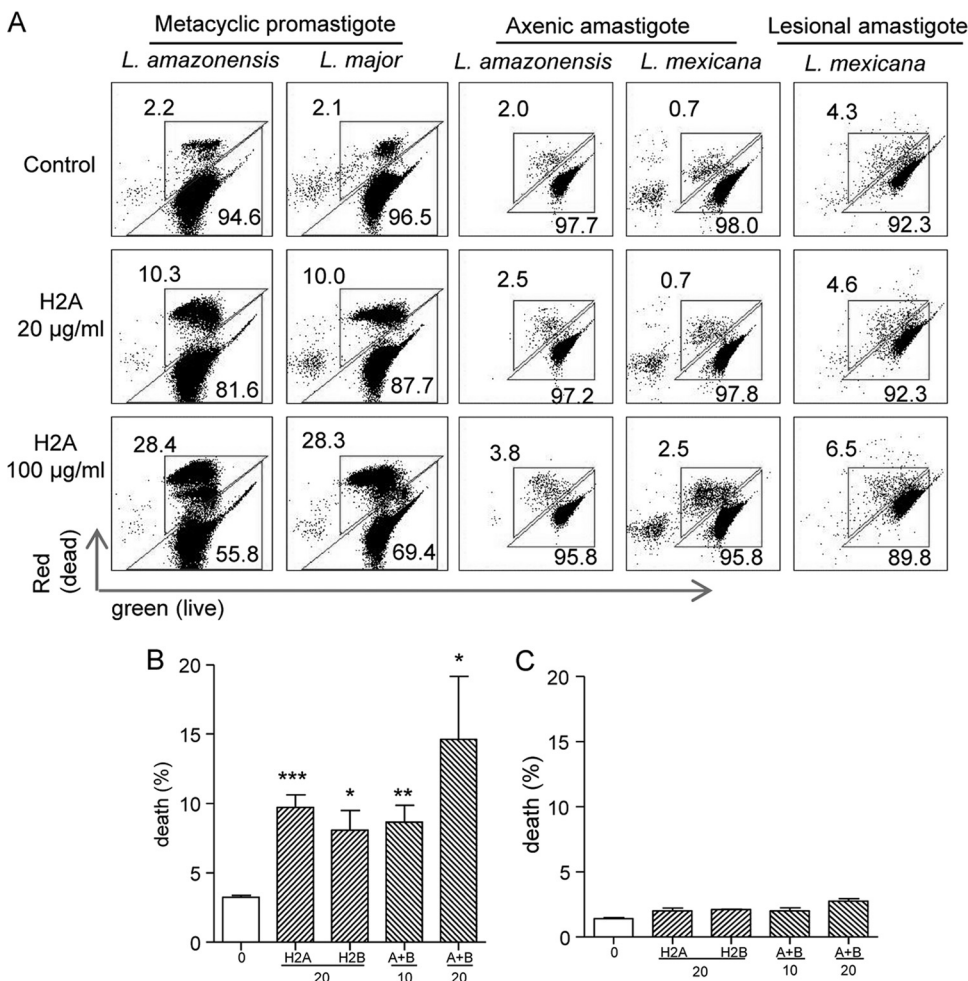 A
Metacyclic promastigote Axenic amastigote Lesional amastigote
L. amazonensis L. major L. amazonensis L. mexicana L. mexicana
Control
2.2 2.1 2.0 0.7 4.3
94.6 96.5 97.7 98.0 92.3
H2A
20 µg/ml
10.3 10.0 2.5 0.7 4.6
81.6 87.7 97.2 97.8 92.3
H2A
100 µg/ml
28.4 28.3 3.8 2.5 6.5
55.8 69.4 95.8 95.8 89.8
Red
(dead)
green (live)
B
death (%)
20
15
10
5
0
*** * ** *
0 H2A H2B A+B A+B
20 10 20
C
death (%)
20
15
10
5
0
0 H2A H2B A+B A+B
20 10 20